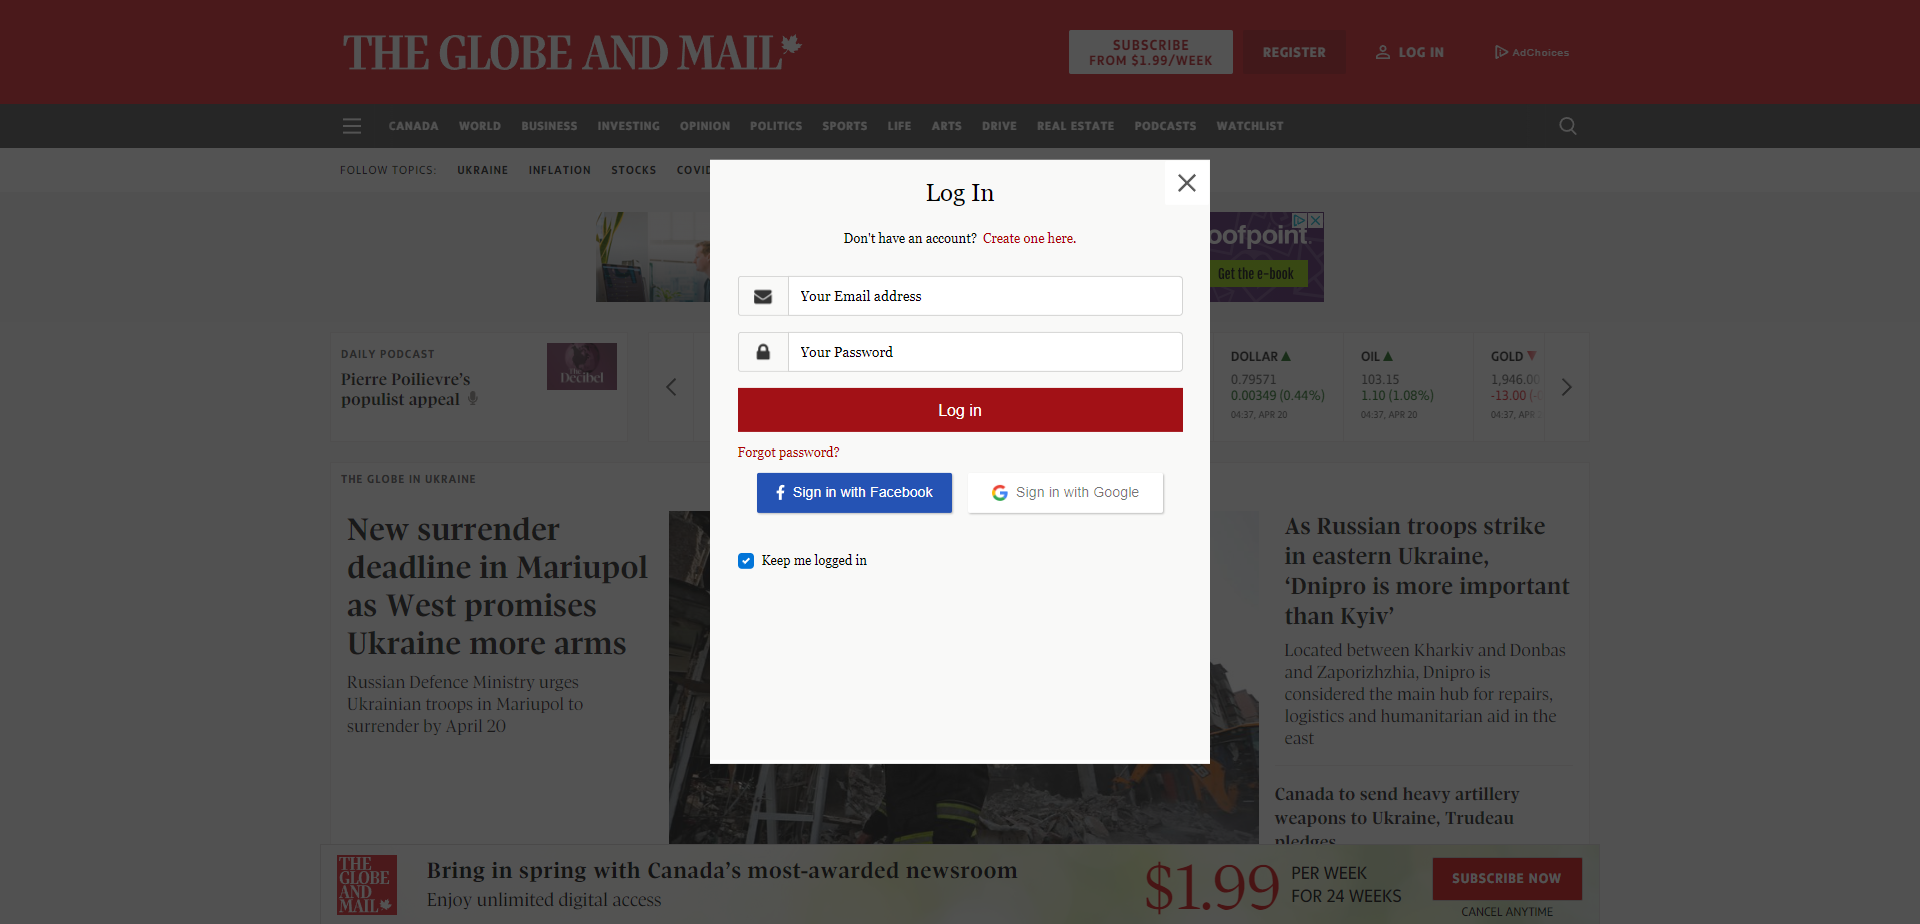 THE GLOBE AND MAIL
SUBSCRIBE
FROM $1.99/WEEK
REGISTER
LOG IN
AdChoices
CANADA WORLD BUSINESS INVESTING OPINION POLITICS SPORTS LIFE ARTS DRIVE REAL ESTATE PODCASTS WATCHLIST
FOLLOW TOPICS: UKRAINE INFLATION STOCKS COVID
Log In
Don't have an account? Create one here.
Your Email address
Your Password
Log in
Forgot password?
Sign in with Facebook
Sign in with Google
Keep me logged in
oofpoint.
Get the e-book
DAILY PODCAST
Pierre Poilievre's
populist appeal
The Decibel
DOLLAR
0.79571
0.00349 (0.44%)
04:37, APR 20
OIL
103.15
1.10 (1.08%)
04:37, APR 20
GOLD
1,946.00
-13.00
04:37, APR
THE GLOBE IN UKRAINE
New surrender
deadline in Mariupol
as West promises
Ukraine more arms
Russian Defence Ministry urges
Ukrainian troops in Mariupol to
surrender by April 20
As Russian troops strike
in eastern Ukraine,
‘Dnipro is more important
than Kyiv’
Located between Kharkiv and Donbas
and Zaporizhzhia, Dnipro is
considered the main hub for repairs,
logistics and humanitarian aid in the
east
Canada to send heavy artillery
weapons to Ukraine, Trudeau
pledges
THE
GLOBE
AND
MAIL
Bring in spring with Canada’s most-awarded newsroom
Enjoy unlimited digital access
$1.99
PER WEEK
FOR 24 WEEKS
SUBSCRIBE NOW
CANCEL ANYTIME